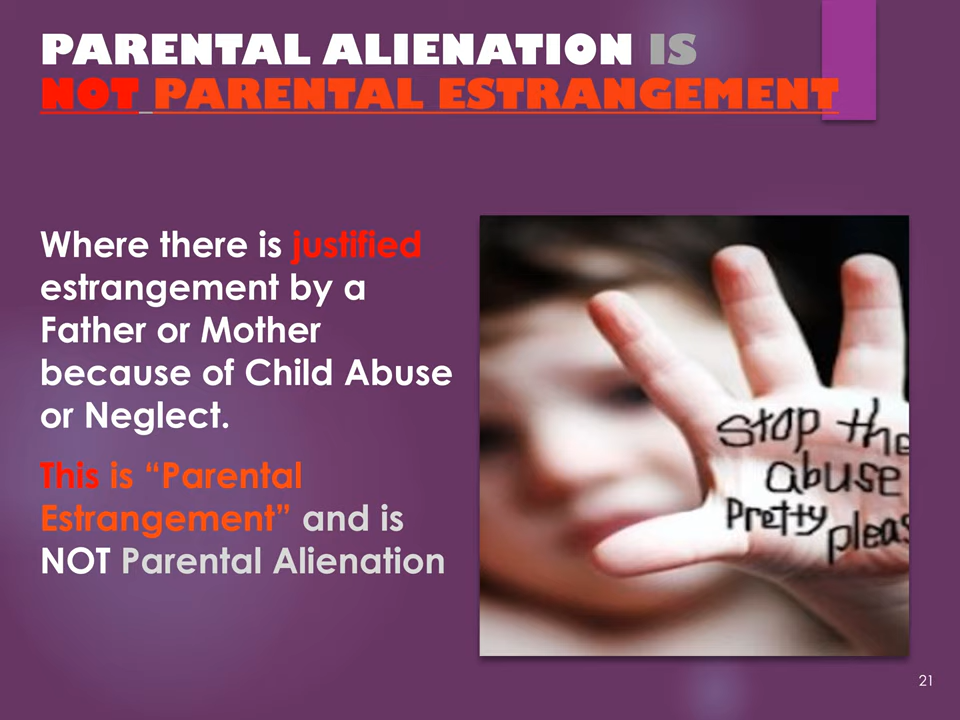 PARENTAL ALIENATION IS
NOT PARENTAL ESTRANGEMENT
Where there is justified
estrangement by a
Father or Mother
because of Child Abuse
or Neglect.
This is “Parental
Estrangement” and is
NOT Parental Alienation
Stop the
abuse
Pretty pleas
21